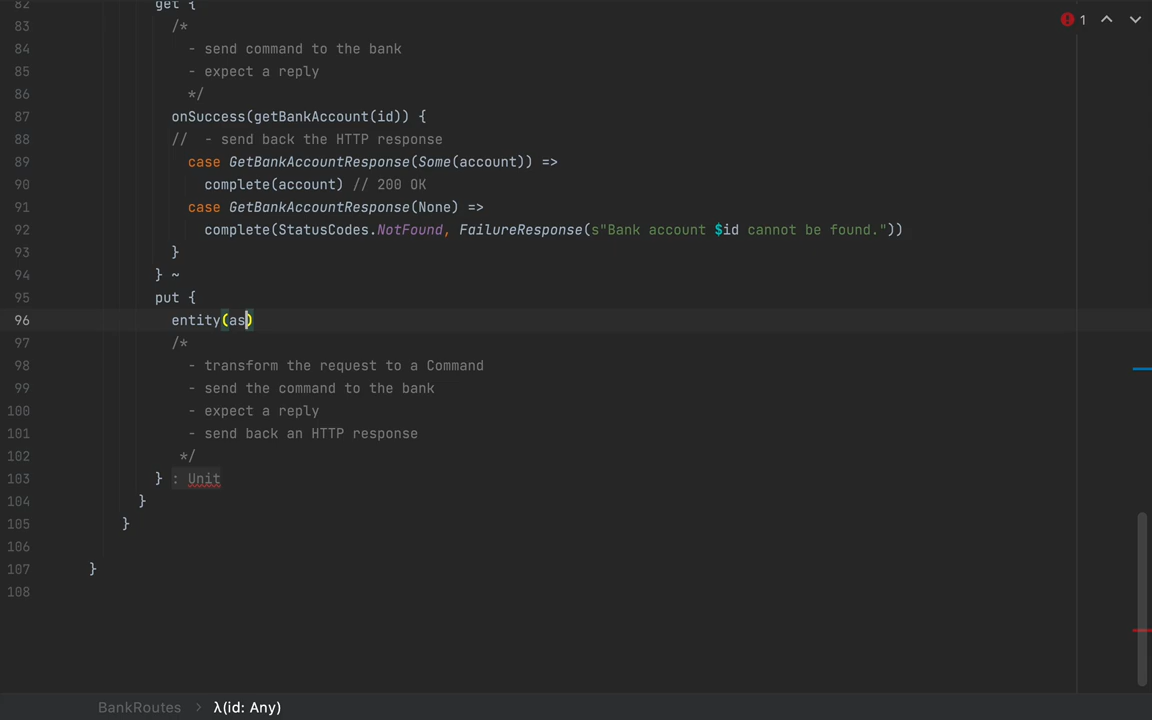 82 get {
83 /*
1
84 - send command to the bank
85 - expect a reply
86 */
87 onSuccess(getBankAccount(id)) {
88 // - send back the HTTP response
89 case GetBankAccountResponse(Some(account)) =>
90 complete(account) // 200 OK
91 case GetBankAccountResponse(None) =>
92 complete(StatusCodes.NotFound, FailureResponse(s"Bank account $id cannot be found."))
93 }
94 } ~
95 put {
96 entity(as)
97 /*
98 - transform the request to a Command
99 - send the command to the bank
100 - expect a reply
101 - send back an HTTP response
102 */
103 } : Unit
104 }
105 }
106
107 }
108
BankRoutes > λ(id: Any)